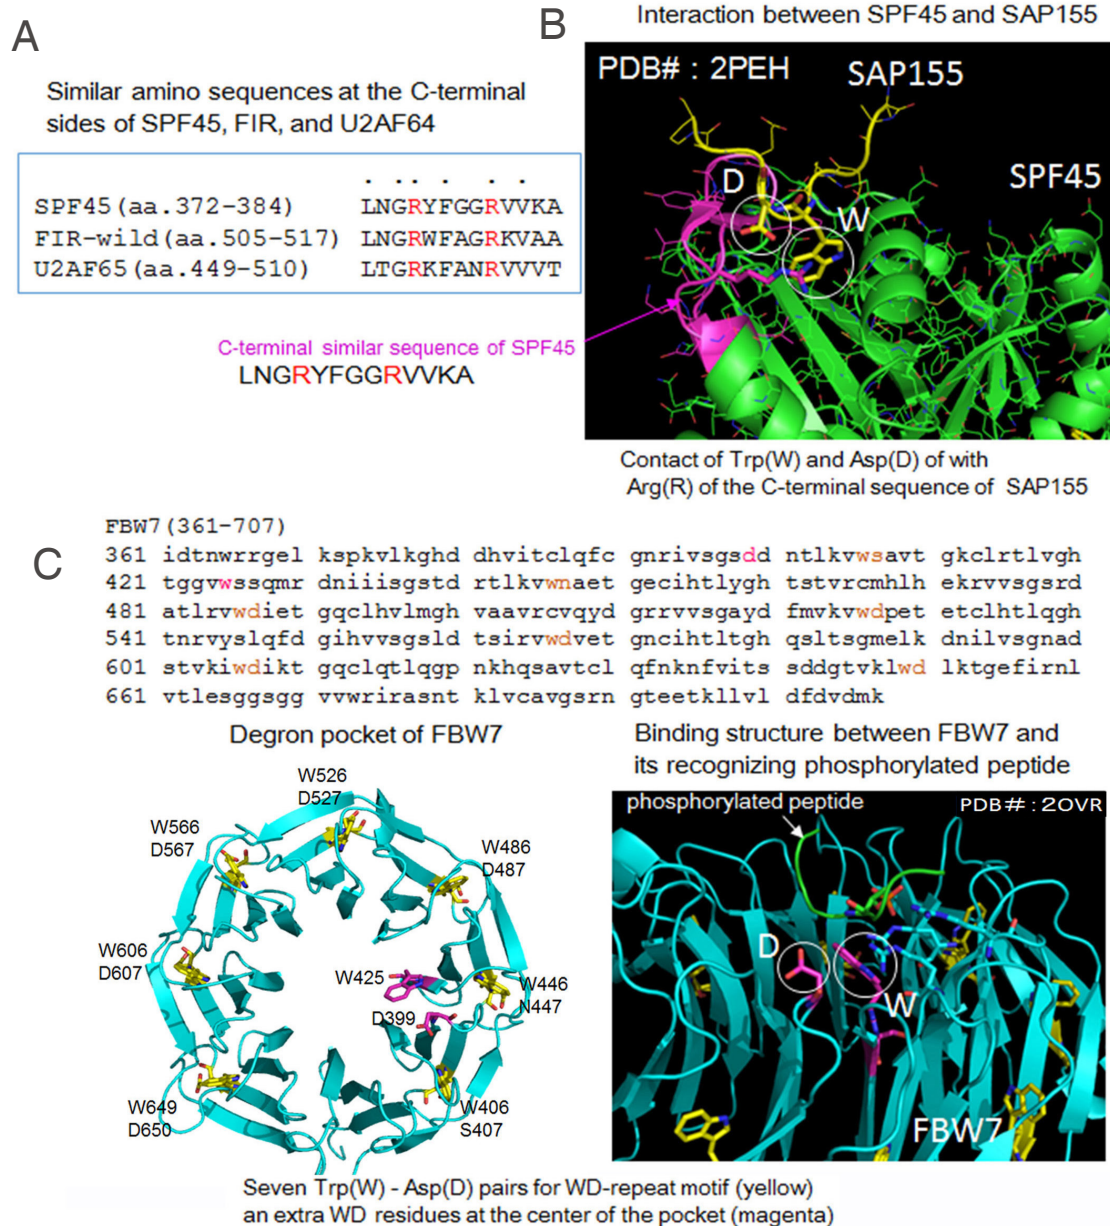 A
Similar amino sequences at the C-terminal
sides of SPF45, FIR, and U2AF64
SPF45(aa.372-384) LNGRYFGGRVVKA
FIR-wild(aa.505-517) LNGRWFAGRKVAA
U2AF65(aa.449-510) LTGRKFANRVVVT
C-terminal similar sequence of SPF45
LNGRYFGGRVVKA
B
Interaction between SPF45 and SAP155
PDB# : 2PEH
SAP155
SPF45
D
W
Contact of Trp(W) and Asp(D) of with
Arg(R) of the C-terminal sequence of SAP155
C
FBW7(361-707)
361 idtnwrrgel kspkvlkghd dhvitclqfc gnrivsgsdd ntlkvwsavt gkclrtlvgh
421 tggvwssqmr dniiisgstd rtlkvwnaet gecihtlygh tstvrcmhlh ekrvvsgsrd
481 atlrvwdiet gqclhvlmgh vaavrcvqyd grrvvsgayd fmvkvwdpet etclhtlqgh
541 tnrvyslqfd gihvvsgsld tsirvwdvet gncihtltgh qsltsgmelk dnilvsgnad
601 stvkiwdikt gqclqtlqgp nkhqsavtcl qfnknfvits sddgtvklwd lktgefirnl
661 vtlesggsgg vvwrirasnt klvcavgsrn gteetkllvl dfdvdmk
Degron pocket of FBW7
W526
D527
W566
D567
W486
D487
W606
D607
W425
W446
N447
D399
W649
D650
W406
S407
Binding structure between FBW7 and
its recognizing phosphorylated peptide
phosphorylated peptide
PDB# : 2OVR
D
W
FBW7
Seven Trp(W) - Asp(D) pairs for WD-repeat motif (yellow)
an extra WD residues at the center of the pocket (magenta)